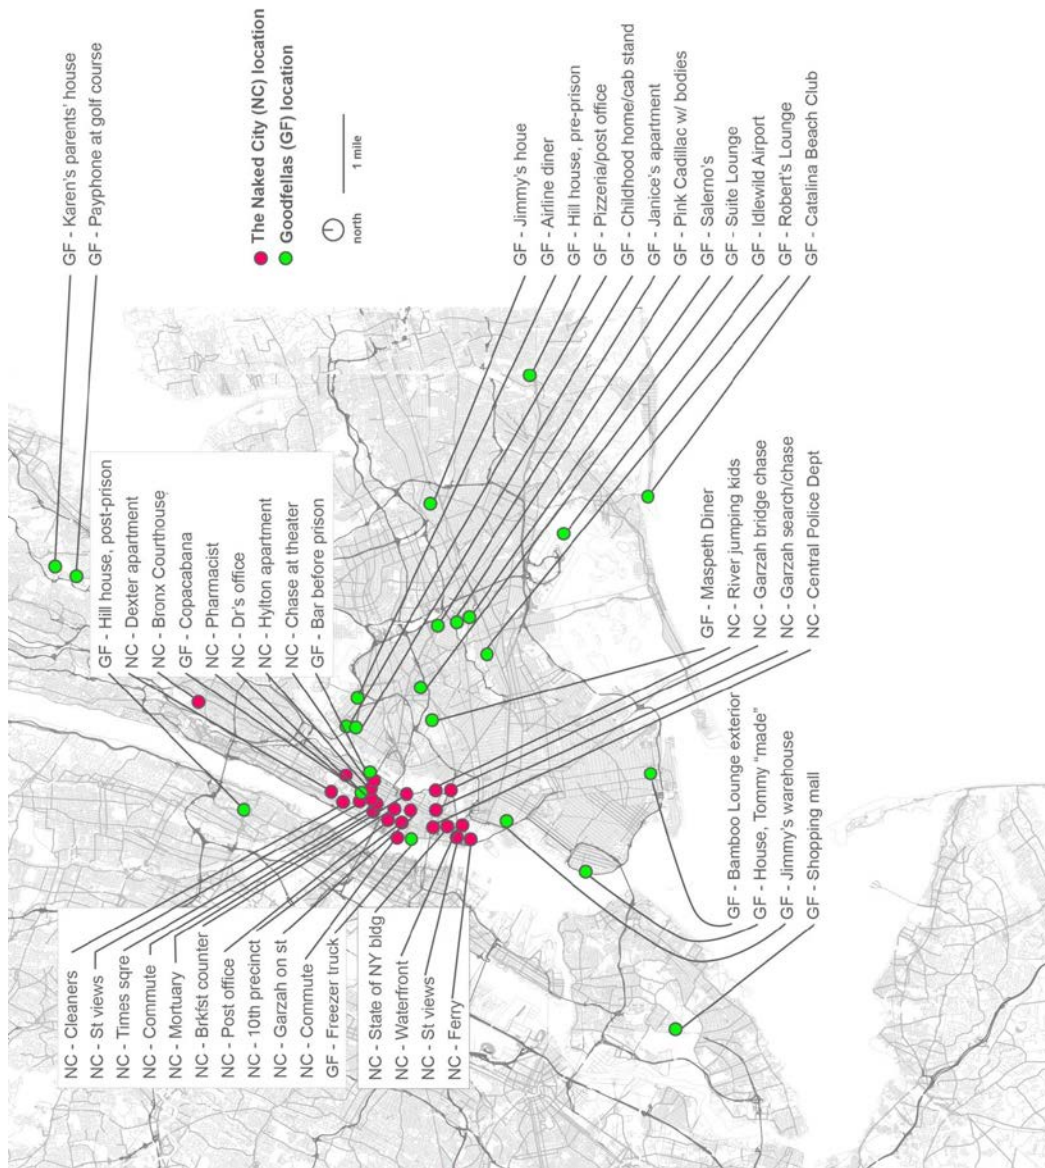 GF - Karen's parents' house
GF - Payphone at golf course
The Naked City (NC) location
Goodfellas (GF) location
north
1 mile
GF - Hill house, post-prison
NC - Dexter apartment
NC - Bronx Courthouse
GF - Copacabana
NC - Pharmacist
NC - Dr's office
NC - Hylton apartment
NC - Chase at theater
GF - Bar before prison
GF - Jimmy's houe
GF - Airline diner
GF - Hill house, pre-prison
GF - Pizzeria/post office
GF - Childhood home/cab stand
GF - Janice's apartment
GF - Pink Cadillac w/ bodies
GF - Salerno's
GF - Suite Lounge
GF - Idlewild Airport
GF - Robert's Lounge
GF - Catalina Beach Club
NC - Cleaners
NC - St views
NC - Times sqre
NC - Commute
NC - Mortuary
NC - Brkfst counter
NC - Post office
NC - 10th precinct
NC - Garzah on st
NC - Commute
GF - Freezer truck
NC - State of NY bldg
NC - Waterfront
NC - St views
NC - Ferry
GF - Maspeth Diner
NC - River jumping kids
NC - Garzah bridge chase
NC - Garzah search/chase
NC - Central Police Dept
GF - Bamboo Lounge exterior
GF - House, Tommy "made"
GF - Jimmy's warehouse
GF - Shopping mall